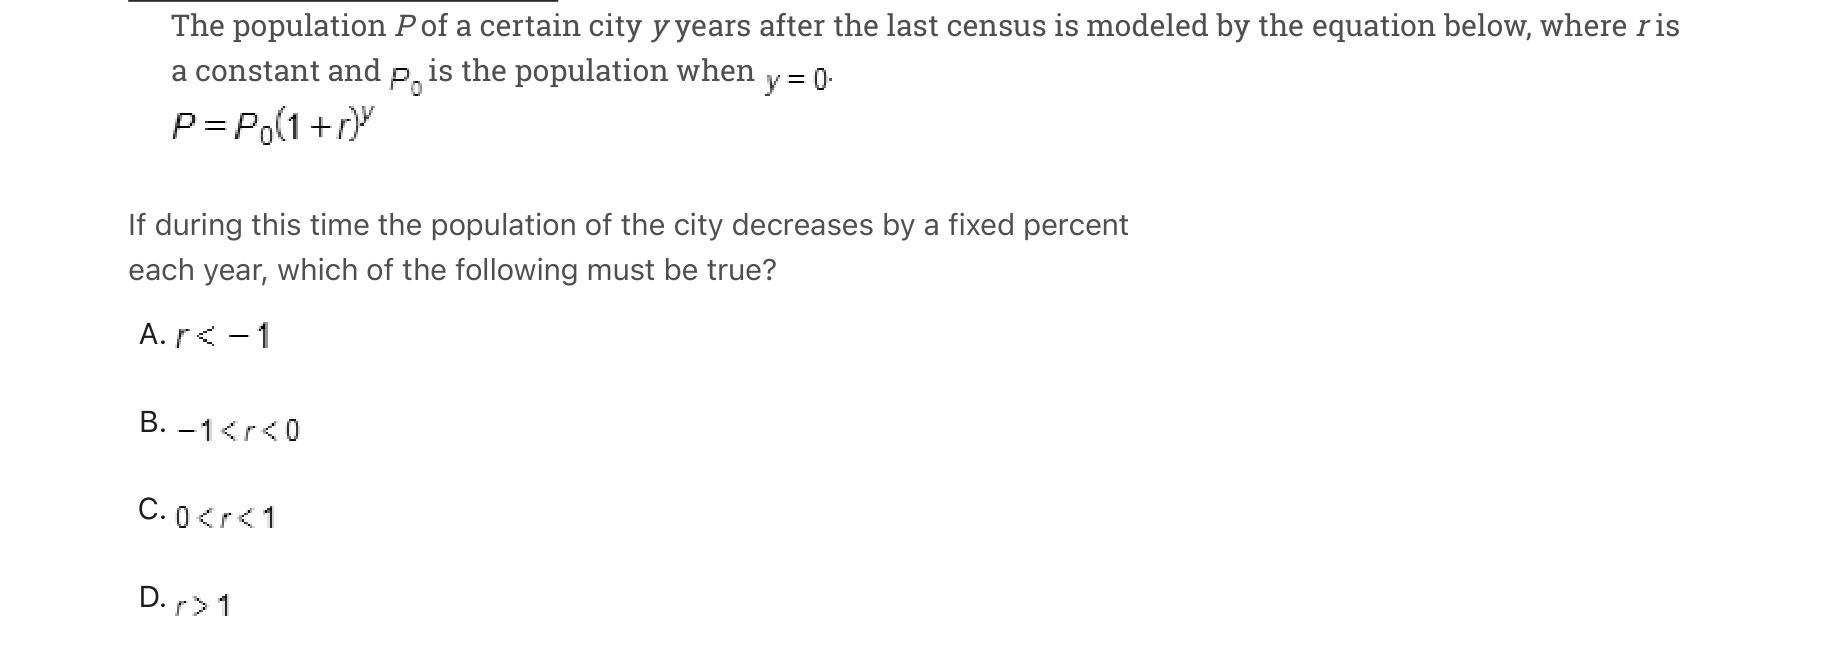 The population P of a certain city y years after the last census is modeled by the equation below, where r is
a constant and P₀ is the population when y = 0.
P = P₀(1 + r)ʸ
If during this time the population of the city decreases by a fixed percent
each year, which of the following must be true?
A. r < − 1
B. −1 < r < 0
C. 0 < r < 1
D. r > 1